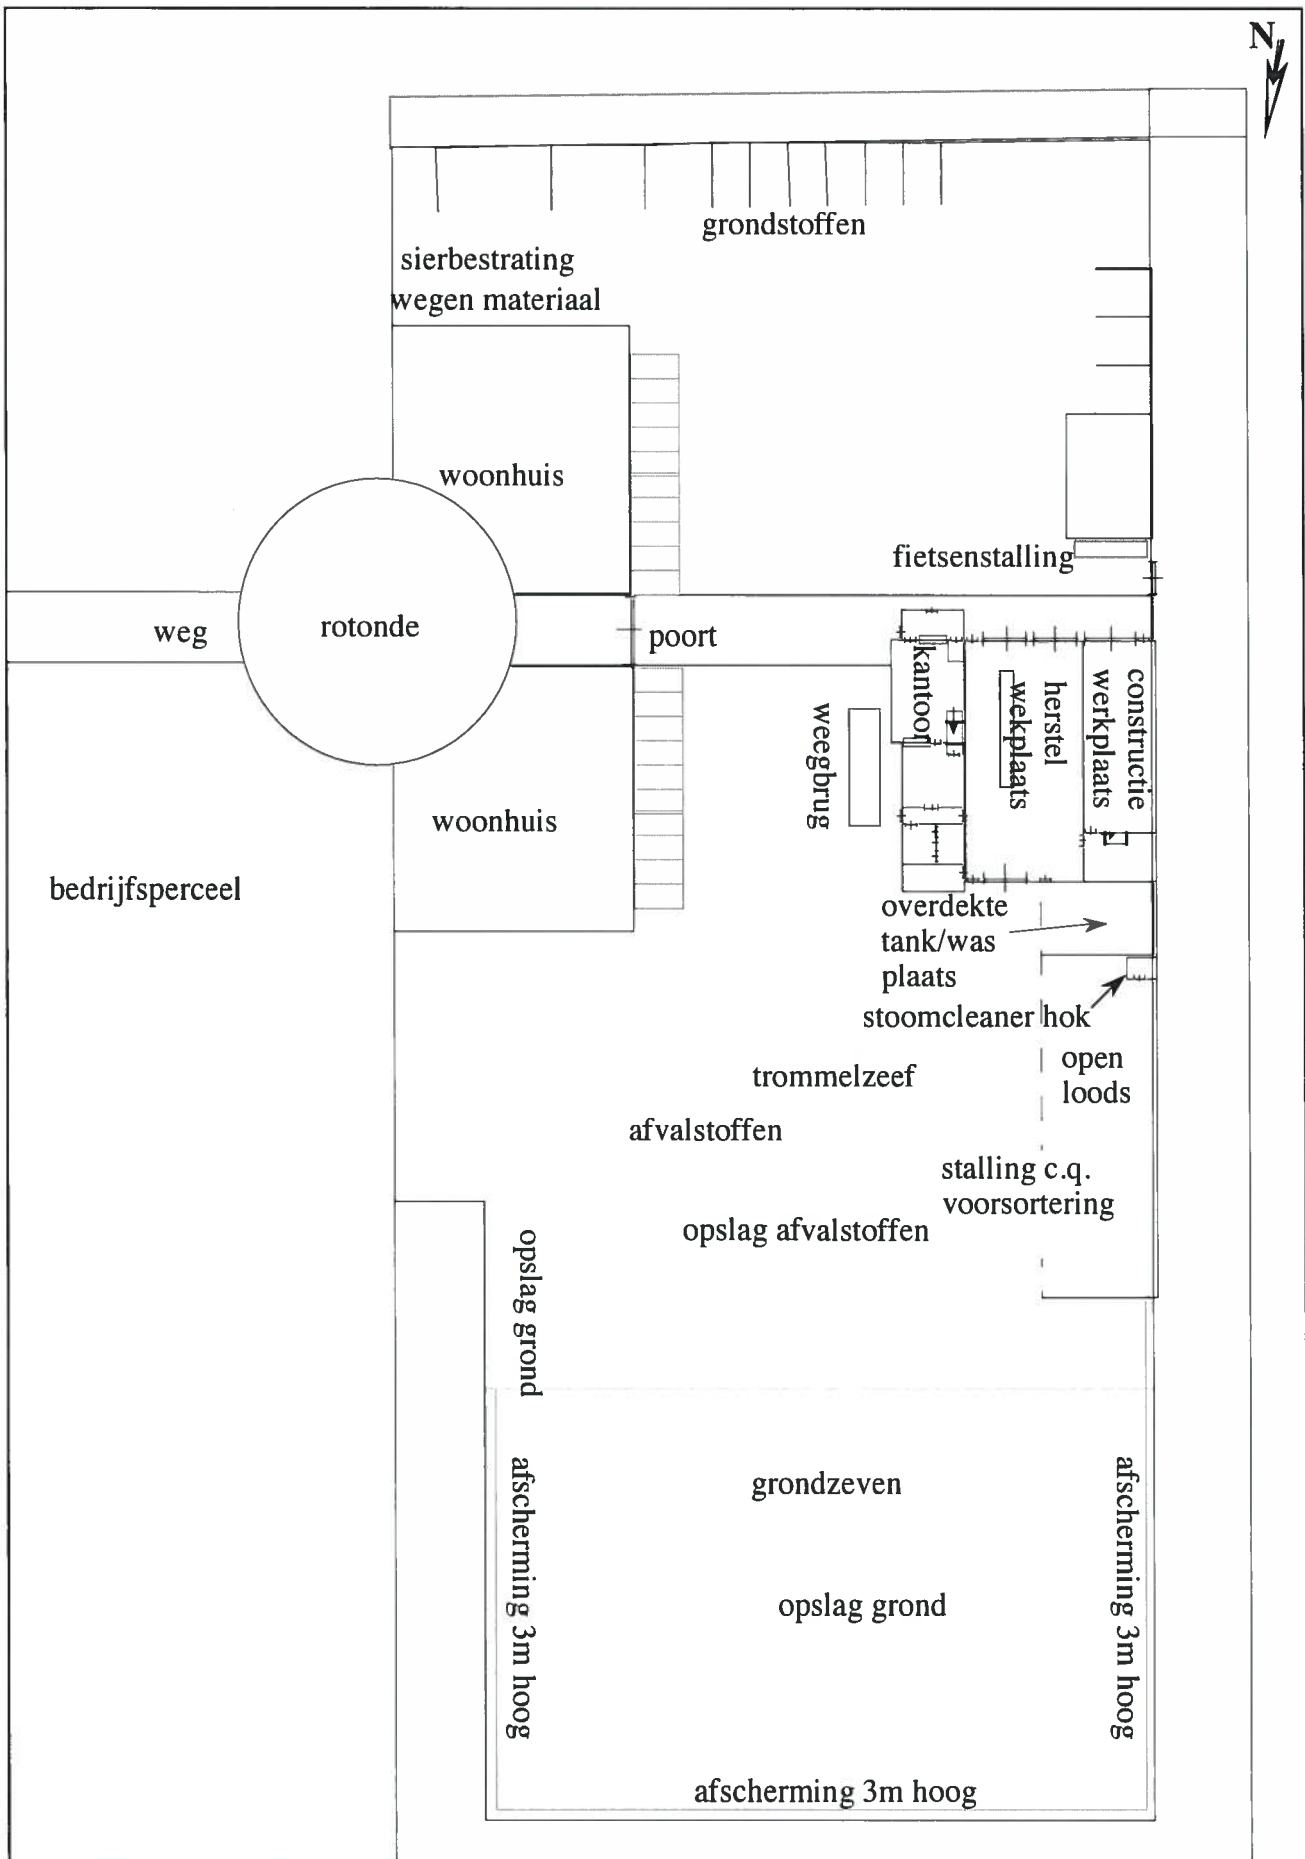 N
grondstoffen
sierbestrating
wegen materiaal
woonhuis
fietsenstalling
weg
rotonde
poort
kantoor
herstel
wekplaats
constructie
werkplaats
weegbrug
woonhuis
bedrijfsperceel
overdekte
tank/was
plaats
stoomcleaner hok
open
loods
trommelzeef
afvalstoffen
stalling c.q.
voorsortering
opslag afvalstoffen
opslag grond
grondzeven
afscherming 3m hoog
afscherming 3m hoog
opslag grond
afscherming 3m hoog